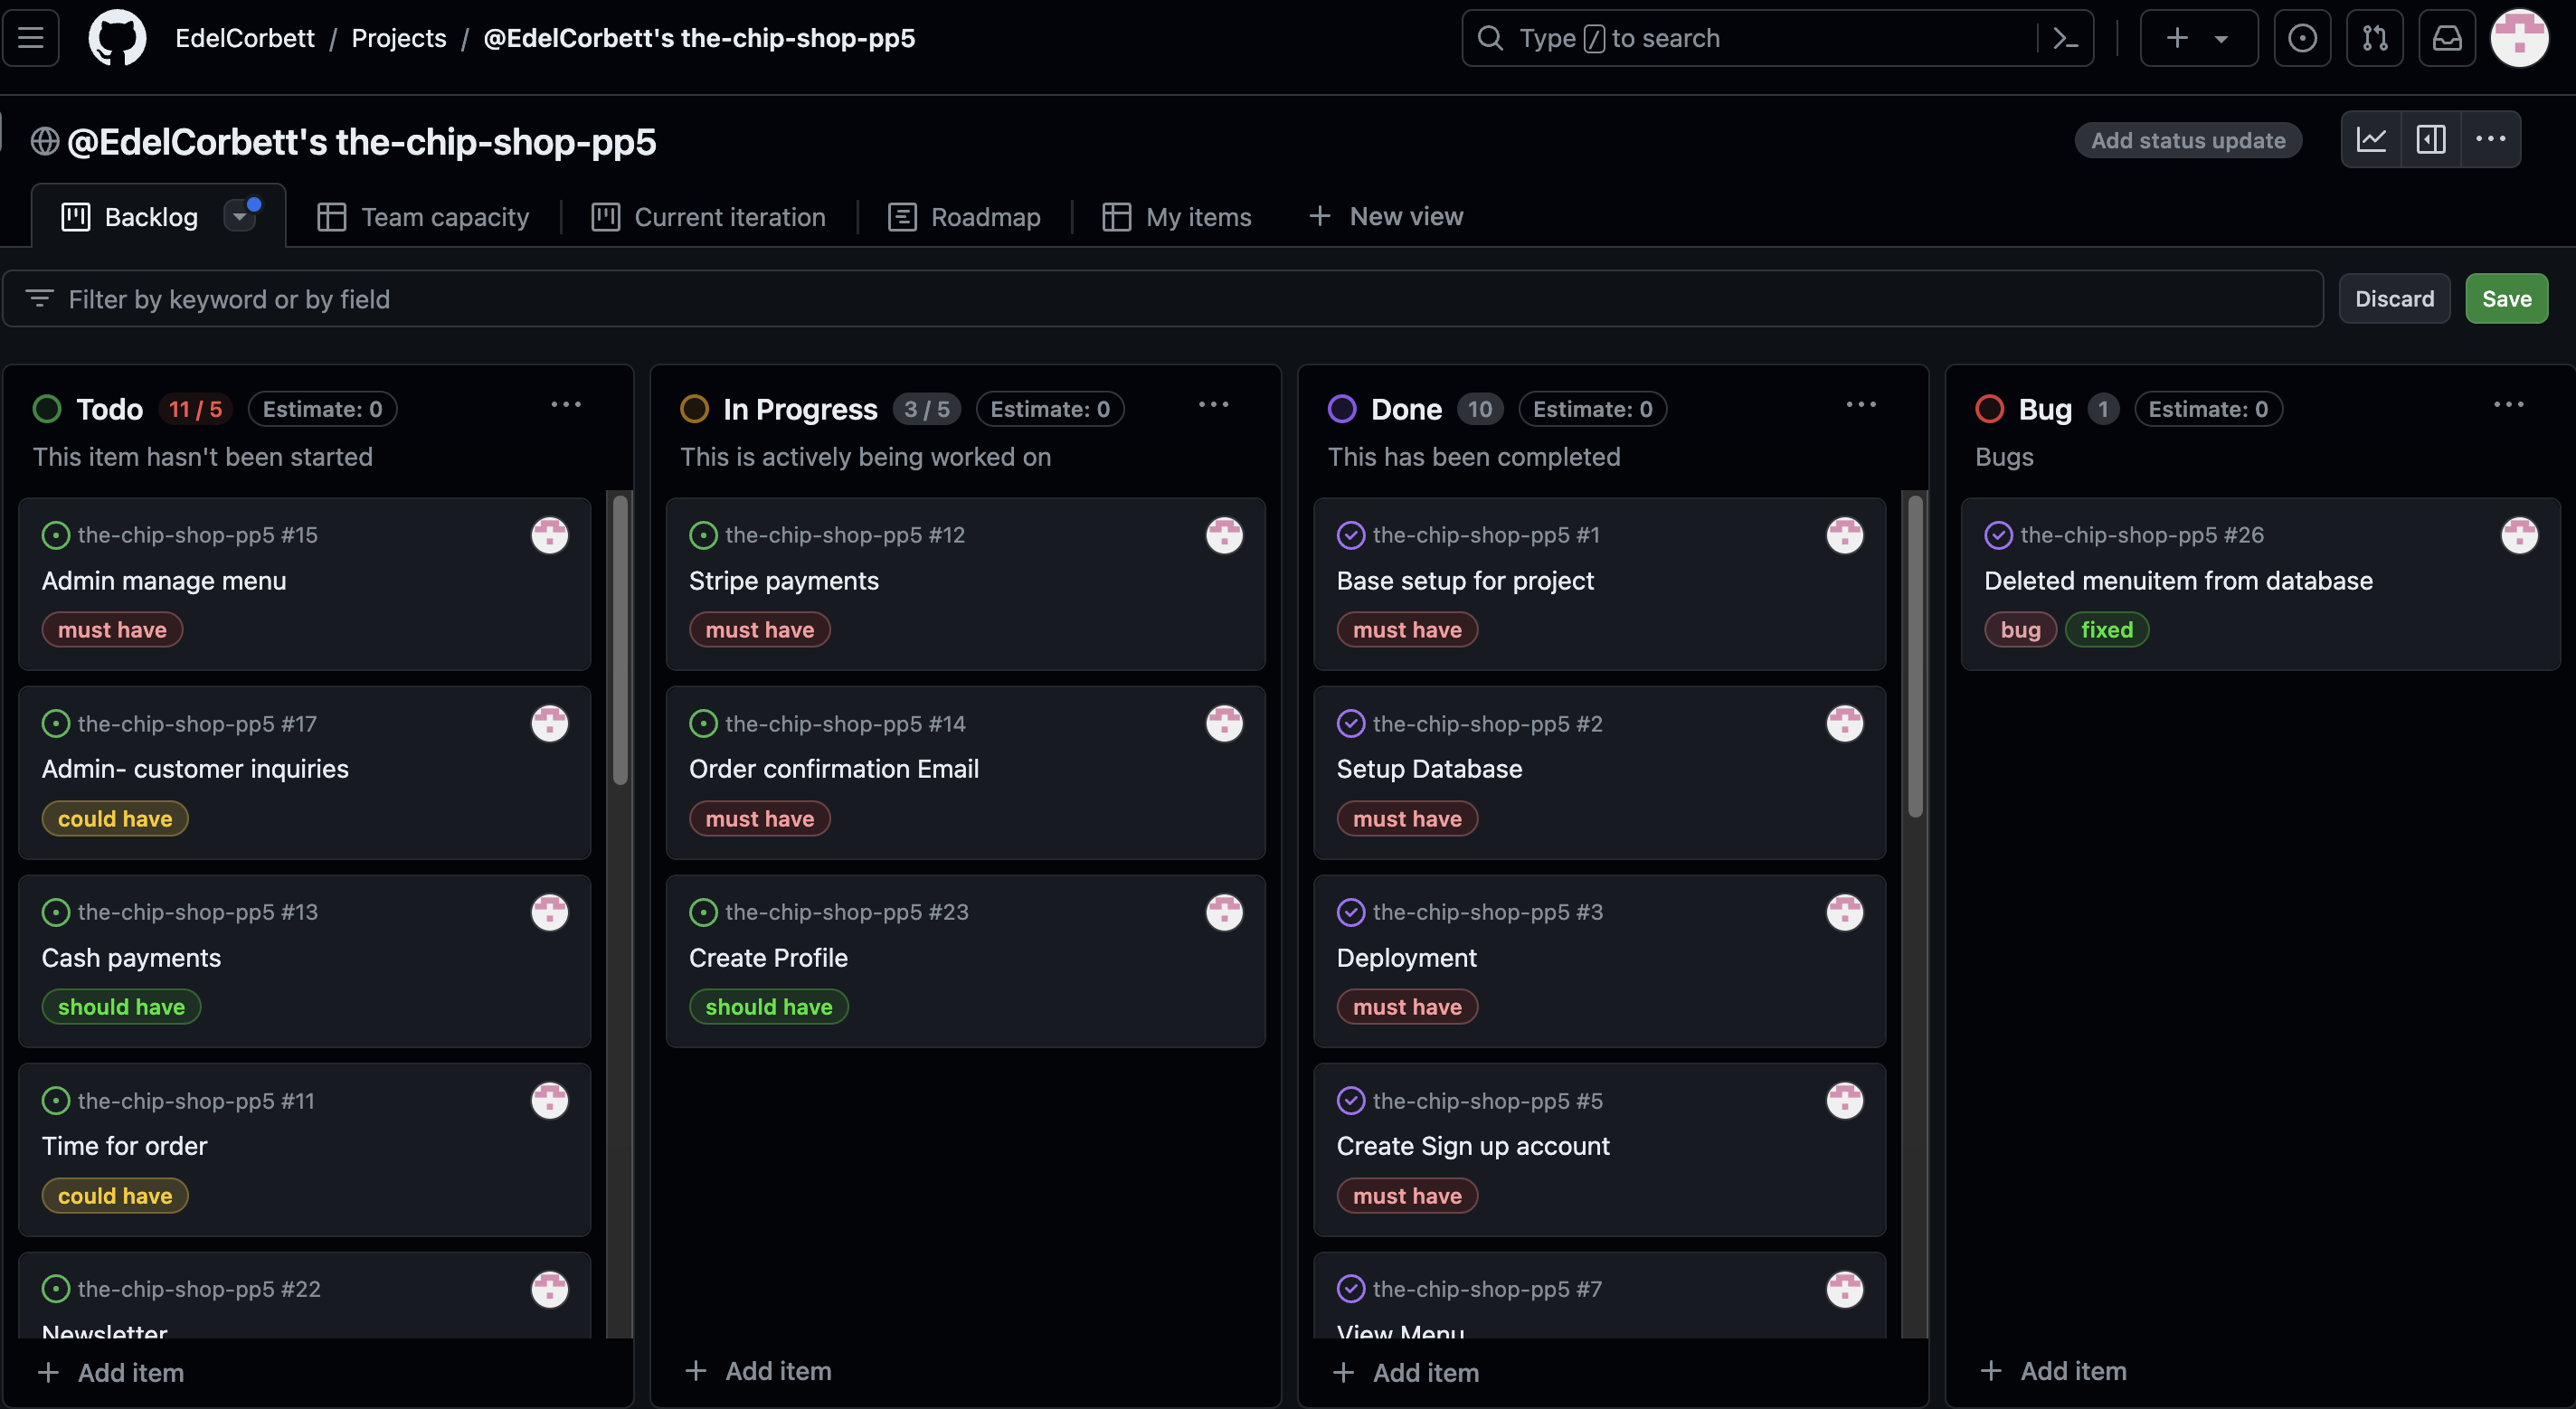 EdelCorbett / Projects / @EdelCorbett's the-chip-shop-pp5
Type / to search
@EdelCorbett's the-chip-shop-pp5
Add status update
Backlog
Team capacity
Current iteration
Roadmap
My items
New view
Filter by keyword or by field
Discard
Save
Todo 11 / 5 Estimate: 0
This item hasn't been started
the-chip-shop-pp5 #15
Admin manage menu
must have
the-chip-shop-pp5 #17
Admin- customer inquiries
could have
the-chip-shop-pp5 #13
Cash payments
should have
the-chip-shop-pp5 #11
Time for order
could have
the-chip-shop-pp5 #22
Newsletter
Add item
In Progress 3 / 5 Estimate: 0
This is actively being worked on
the-chip-shop-pp5 #12
Stripe payments
must have
the-chip-shop-pp5 #14
Order confirmation Email
must have
the-chip-shop-pp5 #23
Create Profile
should have
Add item
Done 10 Estimate: 0
This has been completed
the-chip-shop-pp5 #1
Base setup for project
must have
the-chip-shop-pp5 #2
Setup Database
must have
the-chip-shop-pp5 #3
Deployment
must have
the-chip-shop-pp5 #5
Create Sign up account
must have
the-chip-shop-pp5 #7
View Menu
Add item
Bug 1 Estimate: 0
Bugs
the-chip-shop-pp5 #26
Deleted menuitem from database
bug fixed
Add item